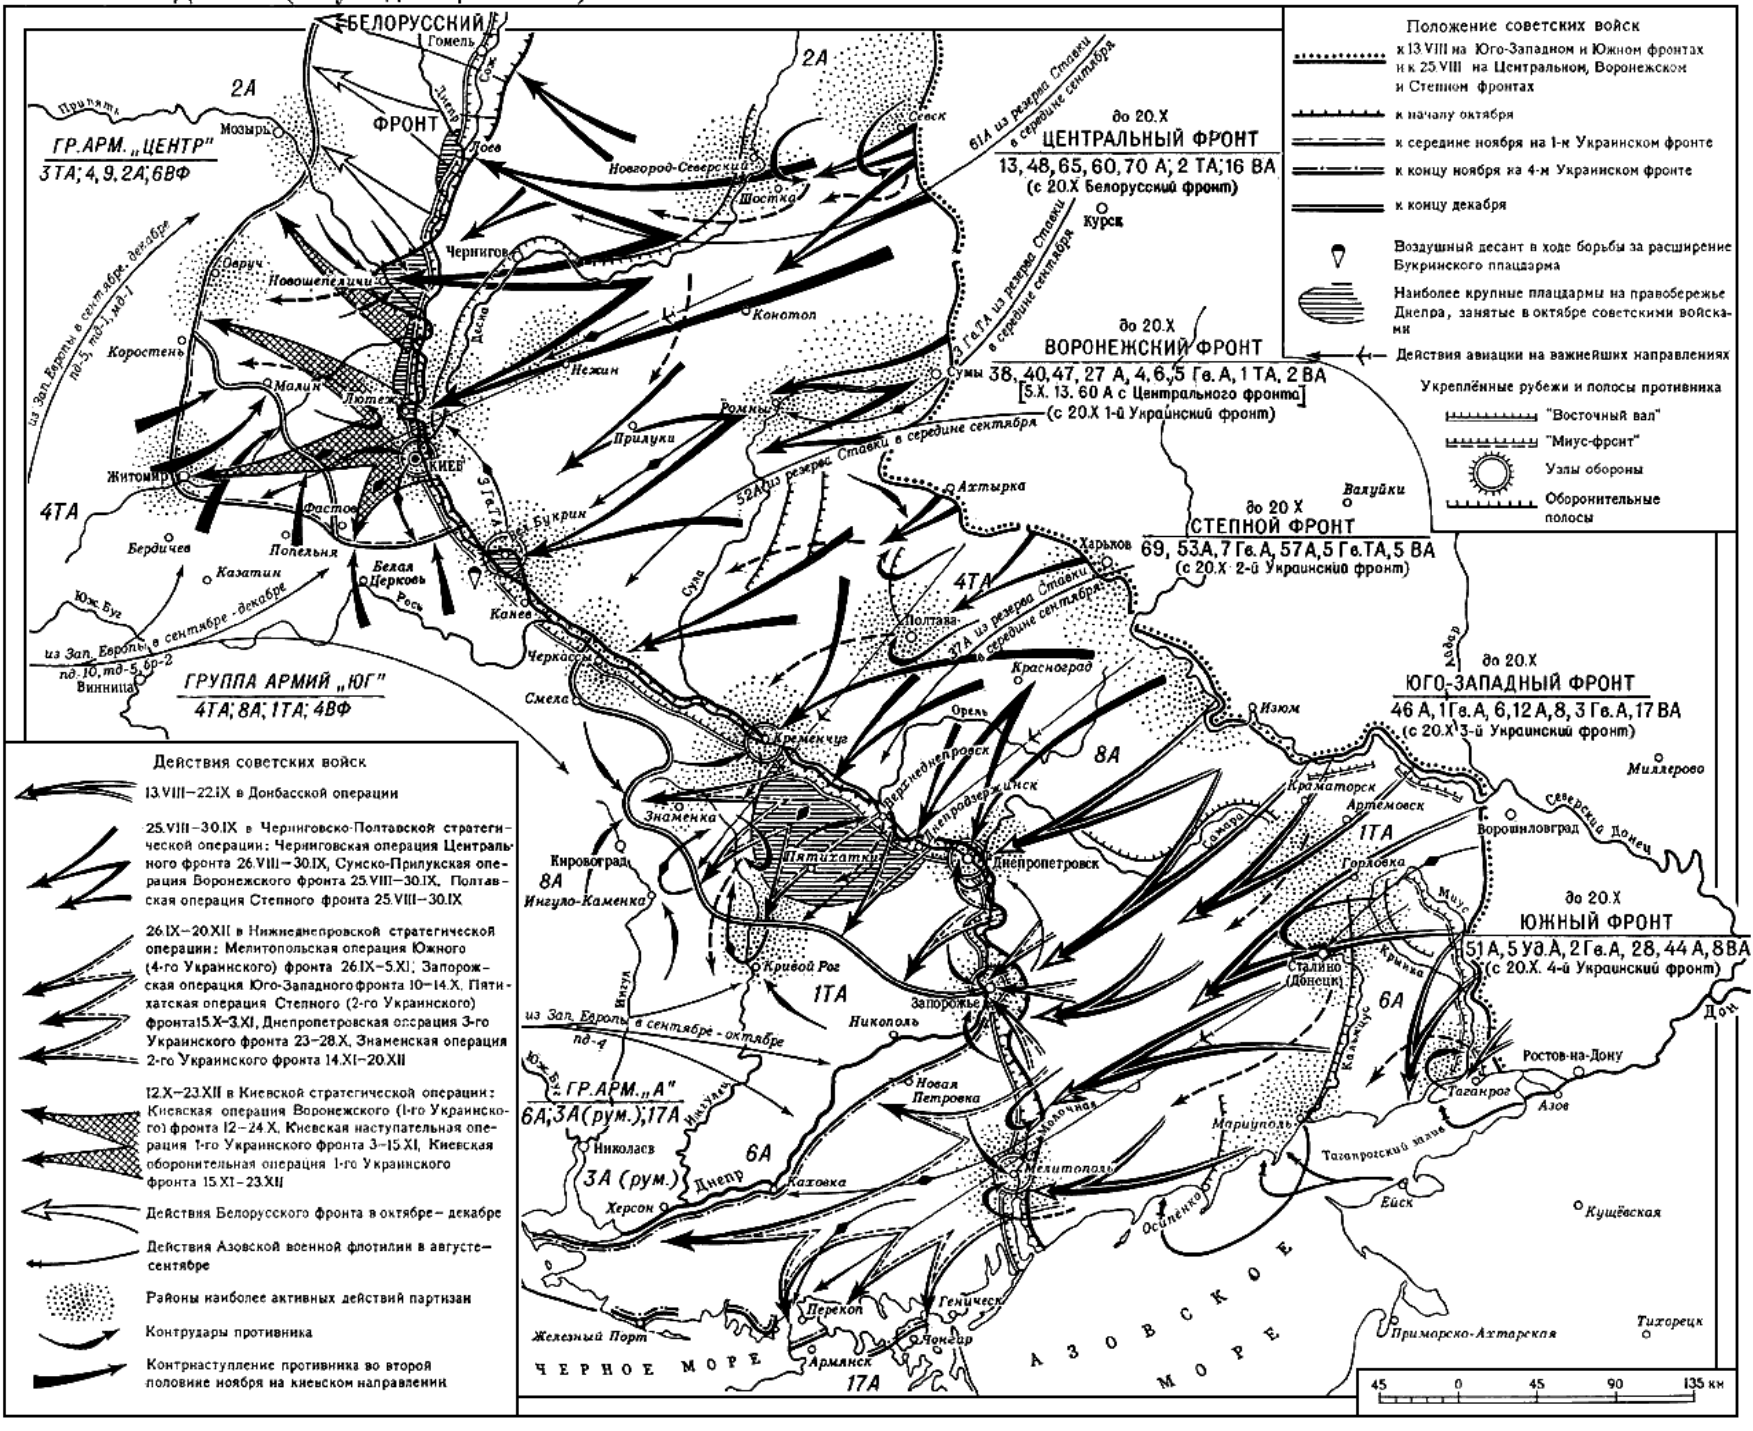 БЕЛОРУССКИЙ
ФРОНТ
Гомель
Сож
Днепр
2А
2А
Припять
Мозырь
Лоев
ГР.АРМ. „ЦЕНТР"
3ТА; 4, 9, 2А; 6ВФ
Новгород-Северский
Шостка
Севск
61А из резерва Ставки
в середине сентября
до 20.Х
ЦЕНТРАЛЬНЫЙ ФРОНТ
13, 48, 65, 60, 70 А; 2 ТА; 16 ВА
(с 20.Х Белорусский фронт)
Курск
из Зап. Европы в сентябре, декабре
пд-5, тд-1, мд-1
Овруч
Новошепеличи
Чернигов
Десна
Конотоп
Нежин
3 ГвТА из резерва Ставки
в середине сентября
до 20.Х
ВОРОНЕЖСКИЙ ФРОНТ
Сумы
38, 40, 47, 27 А, 4, 6, 5 Гв. А, 1 ТА, 2 ВА
[5.Х. 13. 60 А с Центрального фронта]
(с 20.Х 1-й Украинский фронт)
Коростень
Малин
Лютеж
Ромны
Прилуки
52А из резерва Ставки в середине сентября
КИЕВ
Житомир
4ТА
Фастов
3 ГвТА
Вел. Букрин
Ахтырка
Валуйки
до 20 Х
СТЕПНОЙ ФРОНТ
69, 53А, 7 Гв. А, 57А, 5 Гв. ТА, 5 ВА
(с 20.Х 2-й Украинский фронт)
Харьков
Бердичев
Попельня
Казатин
Белая
Церковь
Рось
Юж. Буг
Канев
Сула
4ТА
Полтава
37А из резерва Ставки
в середине сентября
из Зап. Европы в сентябре - декабре
пд-10, тд-5, бр-2
Винница
Черкассы
Красноград
ГРУППА АРМИЙ „ЮГ"
4ТА; 8А; 1ТА; 4ВФ
Смела
Айдар
до 20.Х
ЮГО-ЗАПАДНЫЙ ФРОНТ
46 А, 1 Гв. А, 6, 12 А, 8, 3 Гв. А, 17 ВА
(с 20.Х 3-й Украинский фронт)
Изюм
Орель
Кременчуг
Верхнеднепровск
8А
Миллерово
Днепродзержинск
Краматорск
Артёмовск
Северский Донец
Ворошиловград
Знаменка
Самара
1ТА
Кировоград
8А
Пятихатки
Днепропетровск
Горловка
Ингуло-Каменка
Миус
до 20.Х
ЮЖНЫЙ ФРОНТ
51 А, 5 Уд. А, 2 Гв. А, 28, 44 А, 8 ВА
(с 20.Х. 4-й Украинский фронт)
Крынка
Сталино
(Донецк)
6А
Кривой Рог
Ингул
1ТА
Запорожье
Дон
Никополь
из Зап. Европы в сентябре - октябре
пд-4
Кальмиус
Ростов-на-Дону
Юж. Буг
ГР. АРМ. „А"
6А; 3А (рум.); 17А
Ингулец
Новая
Петровка
Молочная
Таганрог
Азов
Мариуполь
Таганрогский залив
Николаев
3А (рум.)
6А
Мелитополь
Днепр
Каховка
Херсон
Ейск
Осипенко
Кущёвская
Перекоп
Геническ
Железный Порт
Чонгар
Армянск
Приморско-Ахтарская
Тихорецк
17А
ЧЕРНОЕ МОРЕ
АЗОВСКОЕ
МОРЕ
Положение советских войск
к 13.VIII на Юго-Западном и Южном фронтах
и к 25.VIII на Центральном, Воронежском
и Степном фронтах
к началу октября
к середине ноября на 1-м Украинском фронте
к концу ноября на 4-м Украинском фронте
к концу декабря
Воздушный десант в ходе борьбы за расширение
Букринского плацдарма
Наиболее крупные плацдармы на правобережье
Днепра, занятые в октябре советскими войска-
ми
Действия авиации на важнейших направлениях
Укреплённые рубежи и полосы противника
"Восточный вал"
"Миус-фронт"
Узлы обороны
Оборонительные
полосы
Действия советских войск
13.VIII–22.IX в Донбасской операции
25.VIII–30.IX в Черниговско-Полтавской стратеги-
ческой операции: Черниговская операция Централь-
ного фронта 26.VIII–30.IX, Сумско-Прилукская опе-
рация Воронежского фронта 25.VIII–30.IX, Полтав-
ская операция Степного фронта 25.VIII–30.IX
26.IX–20.XII в Нижнеднепровской стратегической
операции: Мелитопольская операция Южного
(4-го Украинского) фронта 26.IX–5.XI; Запорож-
ская операция Юго-Западного фронта 10–14.X, Пяти-
хатская операция Степного (2-го Украинского)
фронта 15.X–3.XI, Днепропетровская операция 3-го
Украинского фронта 23–28.X, Знаменская операция
2-го Украинского фронта 14.XI–20.XII
12.X–23.XII в Киевской стратегической операции:
Киевская операция Воронежского (1-го Украинско-
го) фронта 12–24 X, Киевская наступательная опе-
рация 1-го Украинского фронта 3–15.XI, Киевская
оборонительная операция 1-го Украинского
фронта 15.XI–23.XII
Действия Белорусского фронта в октябре– декабре
Действия Азовской военной флотилии в августе–
сентябре
Районы наиболее активных действий партизан
Контрудары противника
Контрнаступление противника во второй
половине ноября на киевском направлении
45 0 45 90 135 км